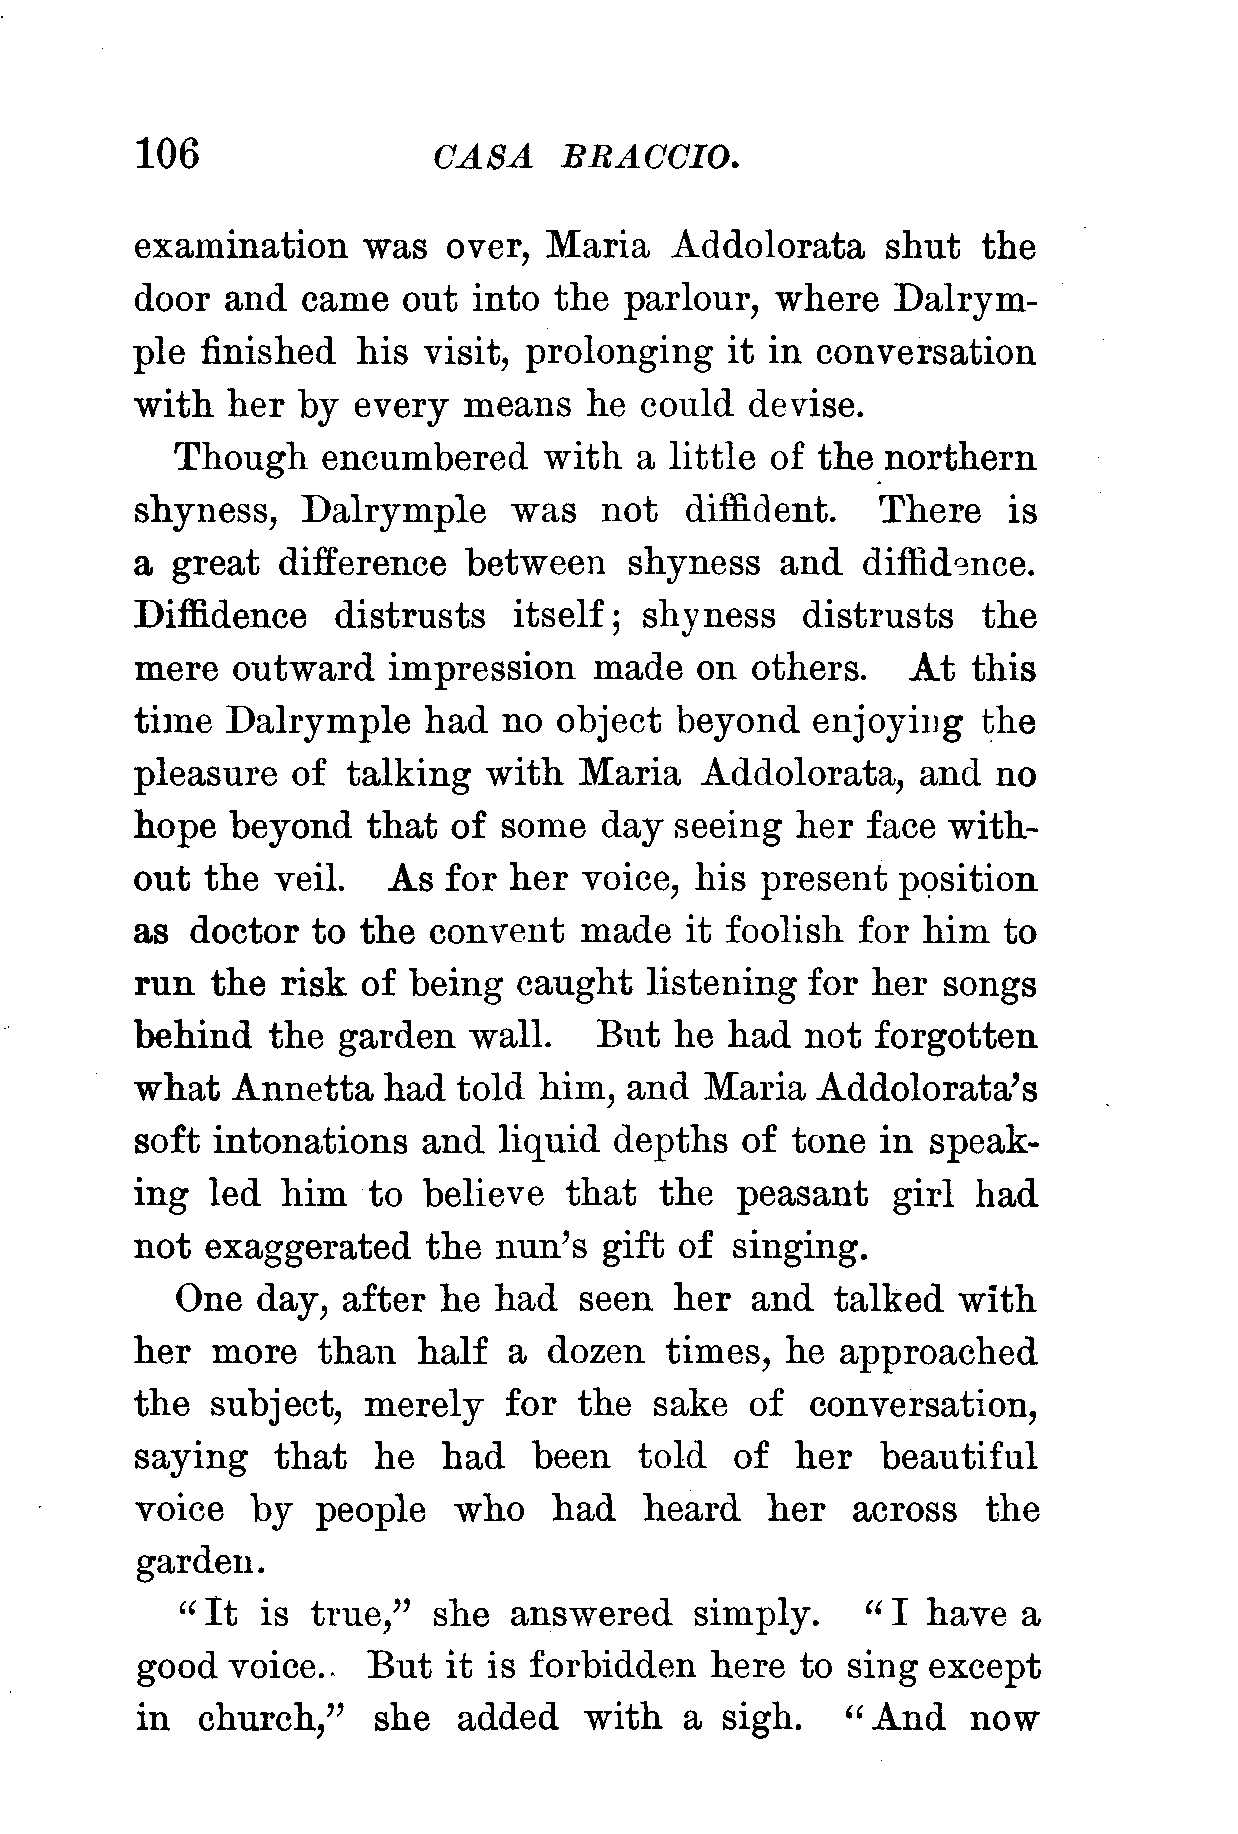 106 CASA BRACCIO.
examination was over, Maria Addolorata shut the
door and came out into the parlour, where Dalrym-
ple finished his visit, prolonging it in conversation
with her by every means he could devise.
Though encumbered with a little of the northern
shyness, Dalrymple was not diffident. There is
a great difference between shyness and diffidence.
Diffidence distrusts itself; shyness distrusts the
mere outward impression made on others. At this
time Dalrymple had no object beyond enjoying the
pleasure of talking with Maria Addolorata, and no
hope beyond that of some day seeing her face with-
out the veil. As for her voice, his present position
as doctor to the convent made it foolish for him to
run the risk of being caught listening for her songs
behind the garden wall. But he had not forgotten
what Annetta had told him, and Maria Addolorata's
soft intonations and liquid depths of tone in speak-
ing led him to believe that the peasant girl had
not exaggerated the nun's gift of singing.
One day, after he had seen her and talked with
her more than half a dozen times, he approached
the subject, merely for the sake of conversation,
saying that he had been told of her beautiful
voice by people who had heard her across the
garden.
"It is true," she answered simply. "I have a
good voice. But it is forbidden here to sing except
in church," she added with a sigh. "And now